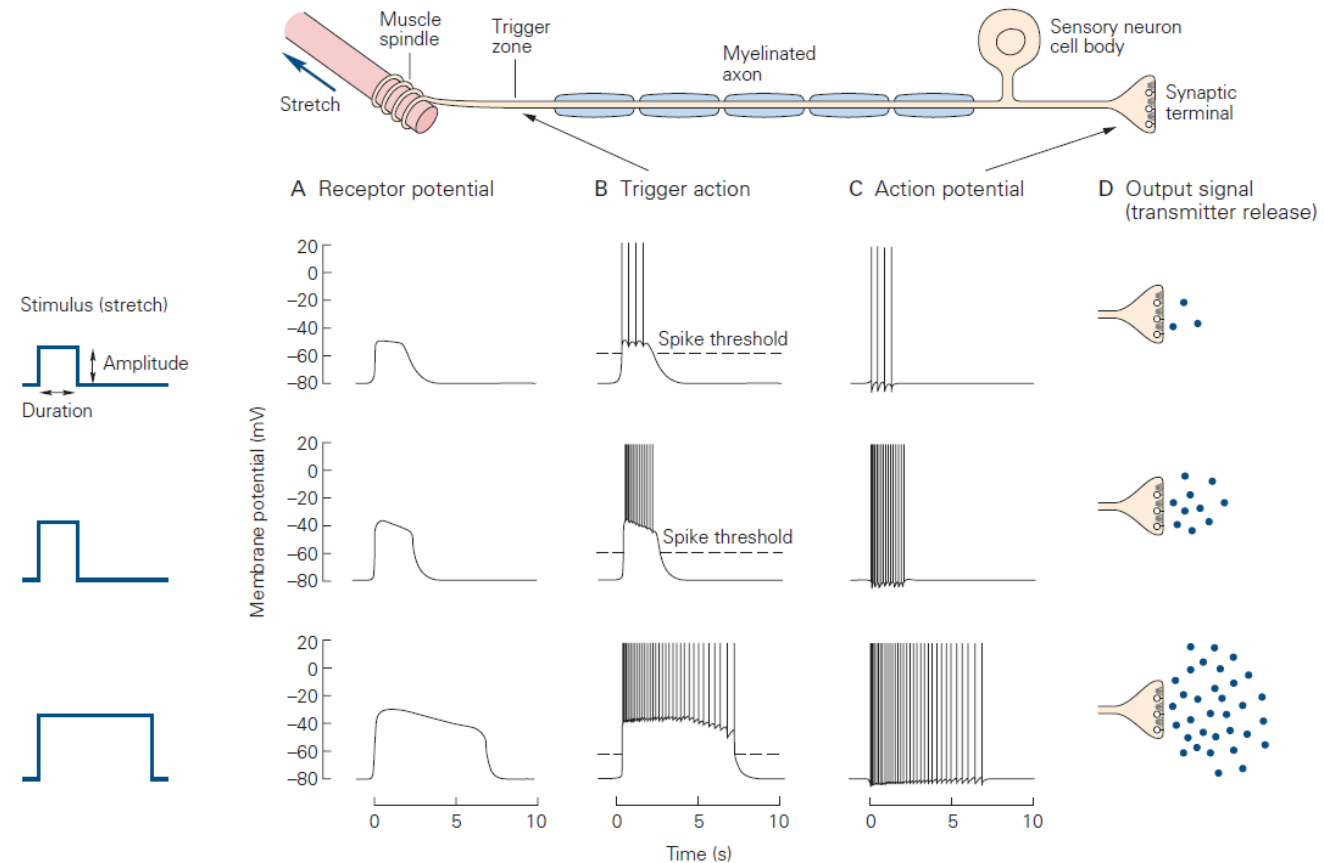 Muscle
spindle
Trigger
zone
Sensory neuron
cell body
Myelinated
axon
Stretch
Synaptic
terminal
A Receptor potential
B Trigger action
C Action potential
D Output signal
(transmitter release)
Stimulus (stretch)
Amplitude
Duration
Membrane potential (mV)
20
0
−20
−40
−60
−80
Spike threshold
20
0
−20
−40
−60
−80
Spike threshold
20
0
−20
−40
−60
−80
0 5 10
0 5 10
0 5 10
Time (s)